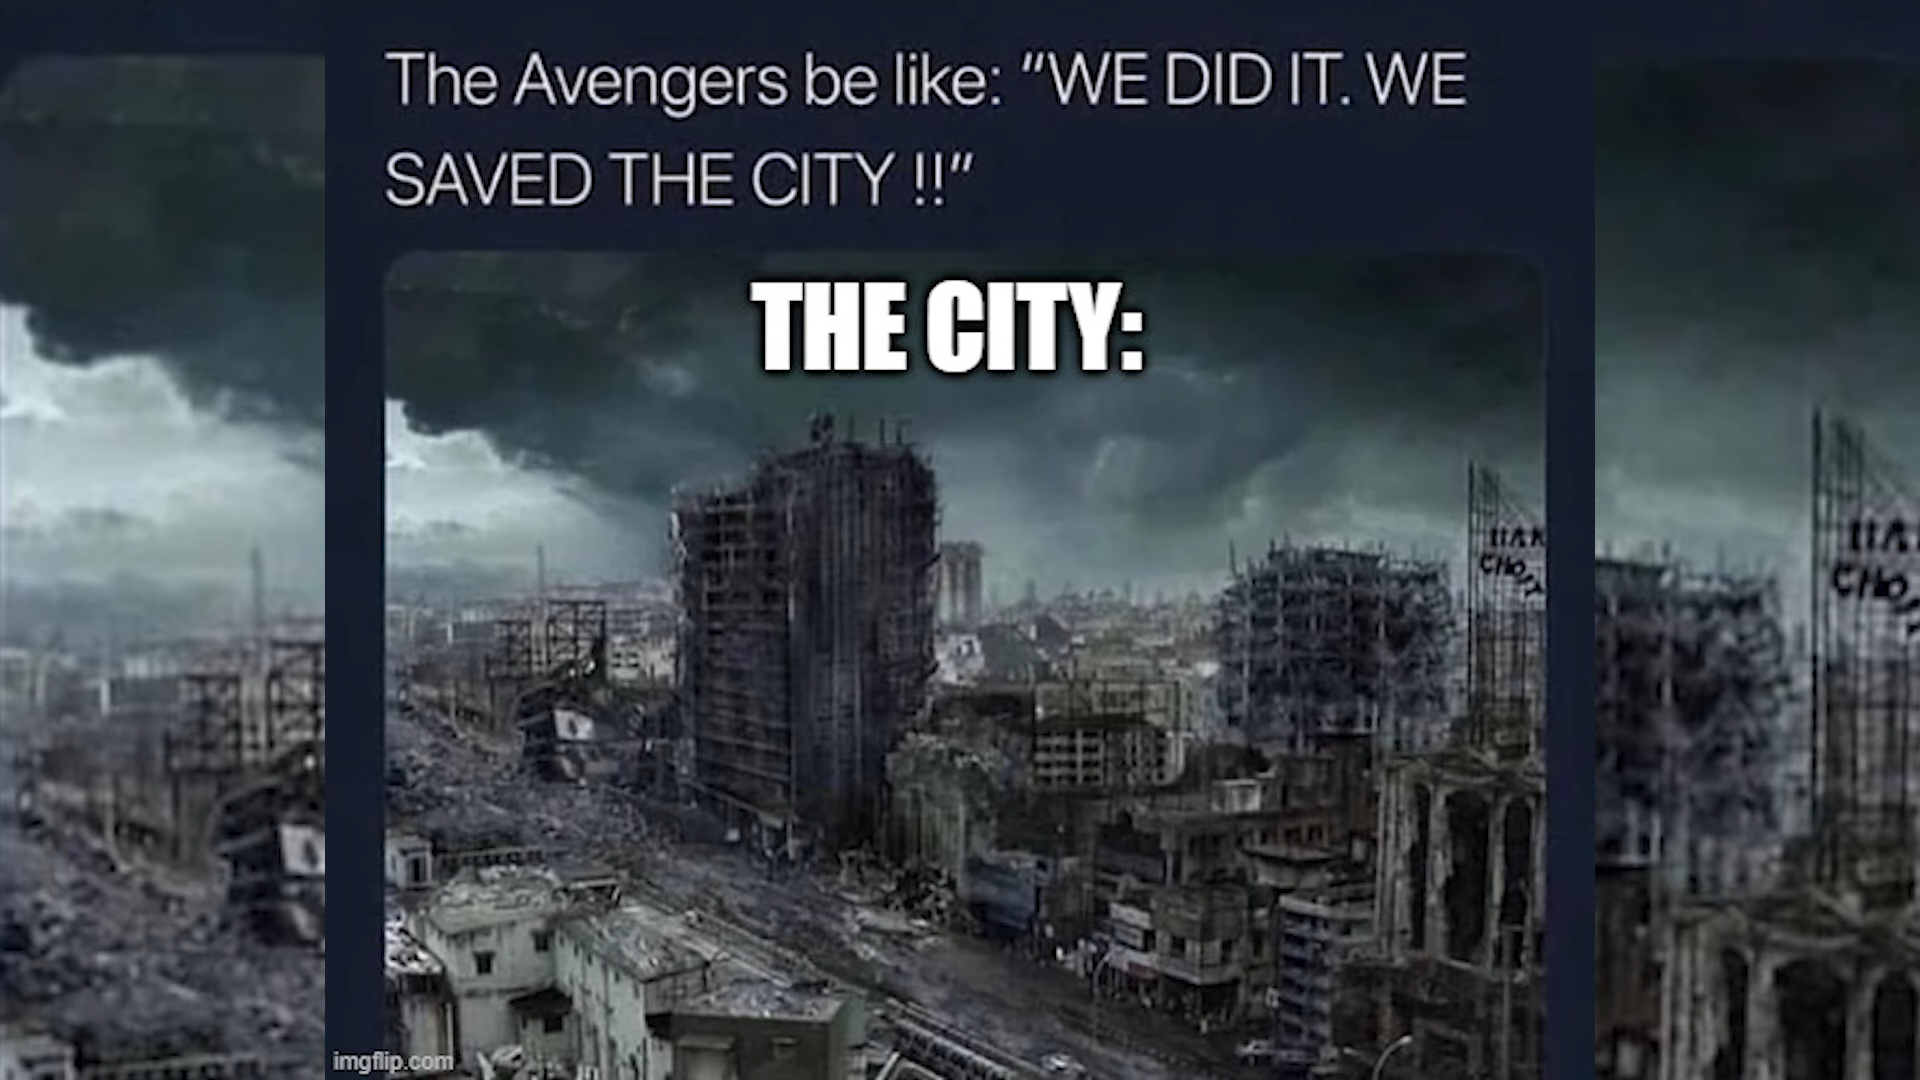 The Avengers be like: “WE DID IT. WE
SAVED THE CITY !!”
THE CITY:
imgflip.com